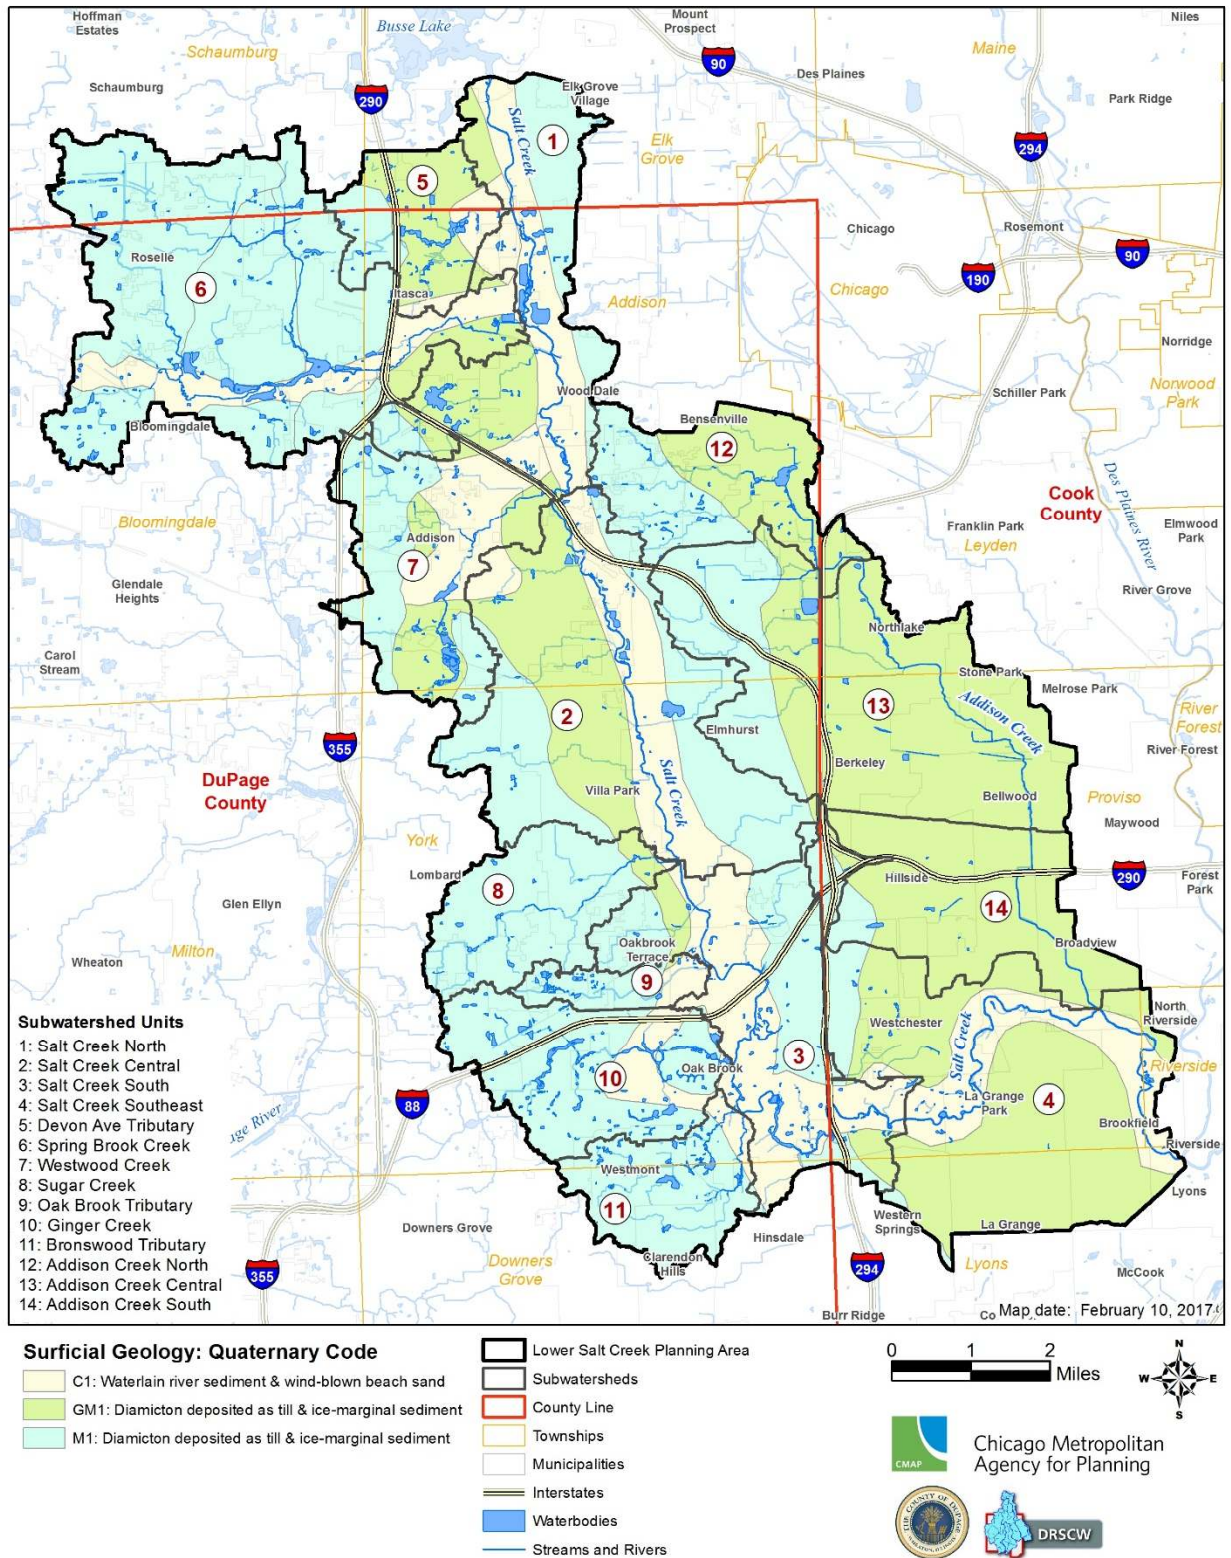 Hoffman
Estates
Busse Lake
Mount
Prospect
Niles
Schaumburg
90
Maine
Des Plaines
Schaumburg
290
Elk Grove
Village
Park Ridge
Salt Creek
1
Elk
Grove
294
5
Chicago
Rosemont
Roselle
90
190
6
Itasca
Addison
Chicago
Norridge
Wood Dale
Schiller Park
Norwood
Park
Bloomingdale
Bensenville
12
Des Plaines River
Cook
County
Bloomingdale
Addison
Franklin Park
Leyden
Elmwood
Park
7
Glendale
Heights
River Grove
Northlake
Carol
Stream
Stone Park
Melrose Park
13
Addison Creek
River
Forest
2
355
Elmhurst
River Forest
DuPage
County
Salt Creek
Berkeley
Villa Park
Bellwood
Proviso
Maywood
York
Lombard
8
Hillside
290
Forest
Park
Glen Ellyn
14
Oakbrook
Terrace
Broadview
Milton
Wheaton
9
North
Riverside
Westchester
Salt Creek
3
Riverside
Oak Brook
10
88
La Grange
Park
4
Brookfield
Riverside
Westmont
Lyons
11
Downers Grove
Western
Springs
La Grange
Hinsdale
Clarendon
Hills
Downers
Grove
355
294
Lyons
McCook
Burr Ridge
Co
Map date: February 10, 2017
Subwatershed Units
1: Salt Creek North
2: Salt Creek Central
3: Salt Creek South
4: Salt Creek Southeast
5: Devon Ave Tributary
6: Spring Brook Creek
7: Westwood Creek
8: Sugar Creek
9: Oak Brook Tributary
10: Ginger Creek
11: Bronswood Tributary
12: Addison Creek North
13: Addison Creek Central
14: Addison Creek South
Surficial Geology: Quaternary Code
C1: Waterlain river sediment & wind-blown beach sand
GM1: Diamicton deposited as till & ice-marginal sediment
M1: Diamicton deposited as till & ice-marginal sediment
Lower Salt Creek Planning Area
Subwatersheds
County Line
Townships
Municipalities
Interstates
Waterbodies
Streams and Rivers
0 1 2
Miles
N
W E
S
CMAP
Chicago Metropolitan
Agency for Planning
THE COUNTY OF DUPAGE
DRSCW